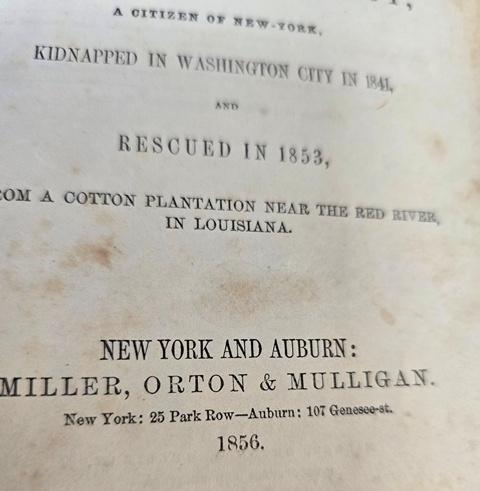 A CITIZEN OF NEW-YORK,
KIDNAPPED IN WASHINGTON CITY IN 1841,
AND
RESCUED IN 1853,
OM A COTTON PLANTATION NEAR THE RED RIVER,
IN LOUISIANA.
NEW YORK AND AUBURN:
MILLER, ORTON & MULLIGAN.
New York: 25 Park Row—Auburn: 107 Genesee-st.
1856.